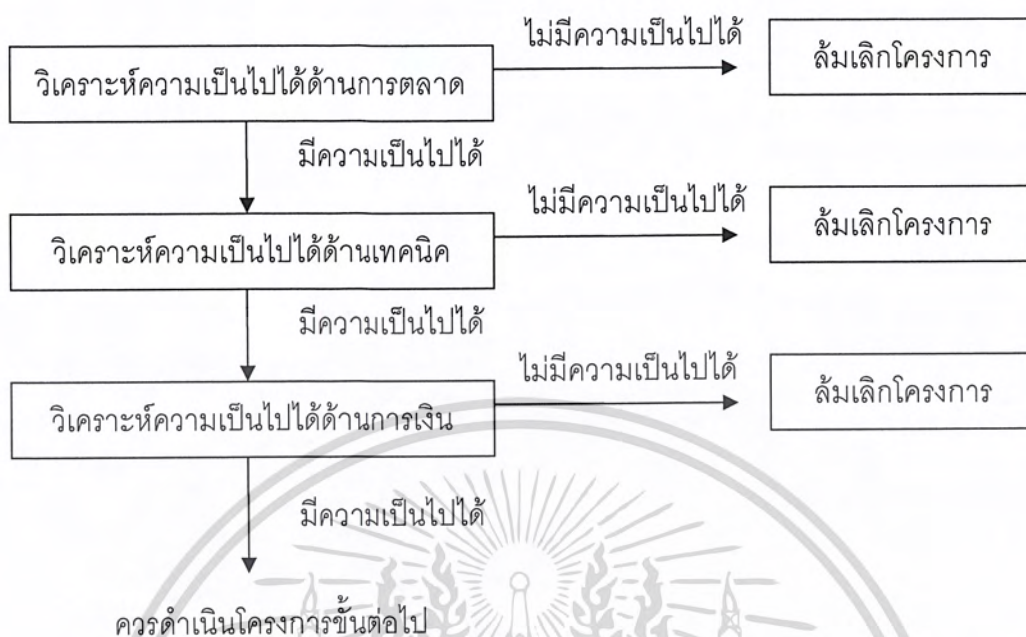 ไม่มีความเป็นไปได้
ล้มเลิกโครงการ
วิเคราะห์ความเป็นไปได้ด้านการตลาด
มีความเป็นไปได้
ไม่มีความเป็นไปได้
ล้มเลิกโครงการ
วิเคราะห์ความเป็นไปได้ด้านเทคนิค
มีความเป็นไปได้
ไม่มีความเป็นไปได้
ล้มเลิกโครงการ
วิเคราะห์ความเป็นไปได้ด้านการเงิน
มีความเป็นไปได้
ควรดำเนินโครงการขั้นต่อไป